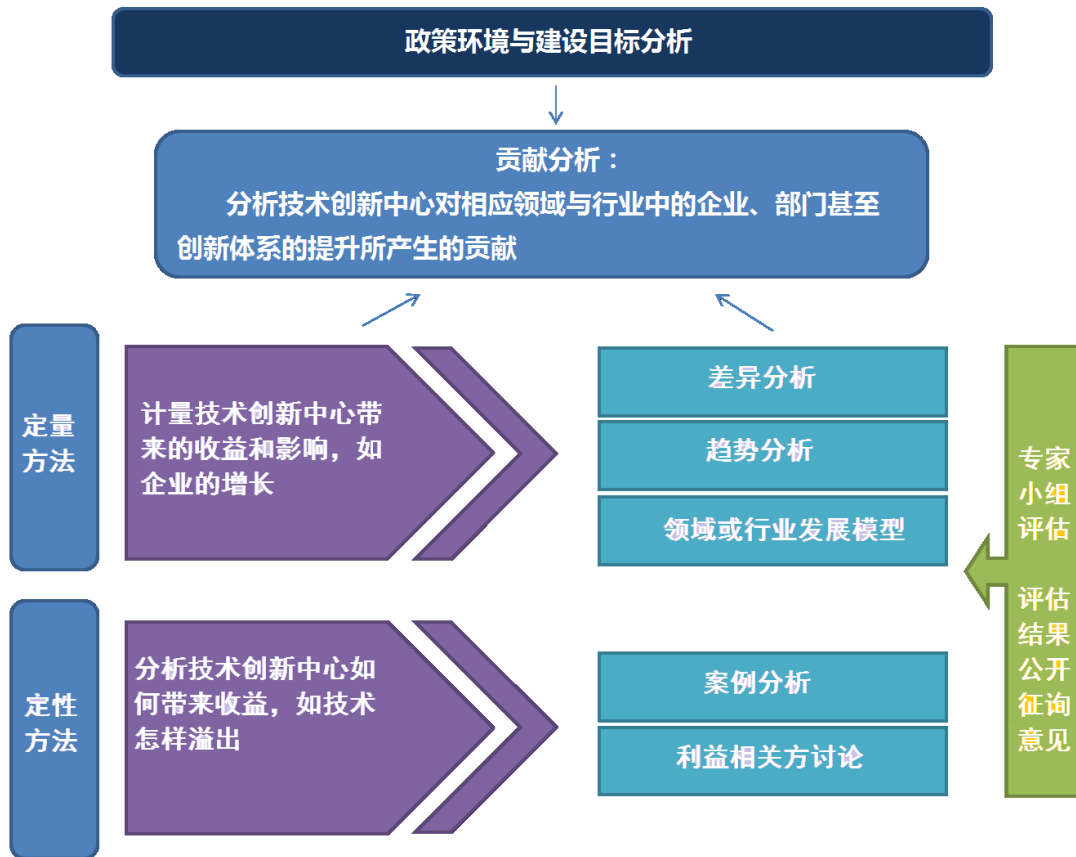 政策环境与建设目标分析
贡献分析：
分析技术创新中心对相应领域与行业中的企业、部门甚至
创新体系的提升所产生的贡献
定量
方法
计量技术创新中心带
来的收益和影响，如
企业的增长
差异分析
趋势分析
领域或行业发展模型
定性
方法
分析技术创新中心如
何带来收益，如技术
怎样溢出
案例分析
利益相关方讨论
专家
小组
评估
评估
结果
公开
征询
意见